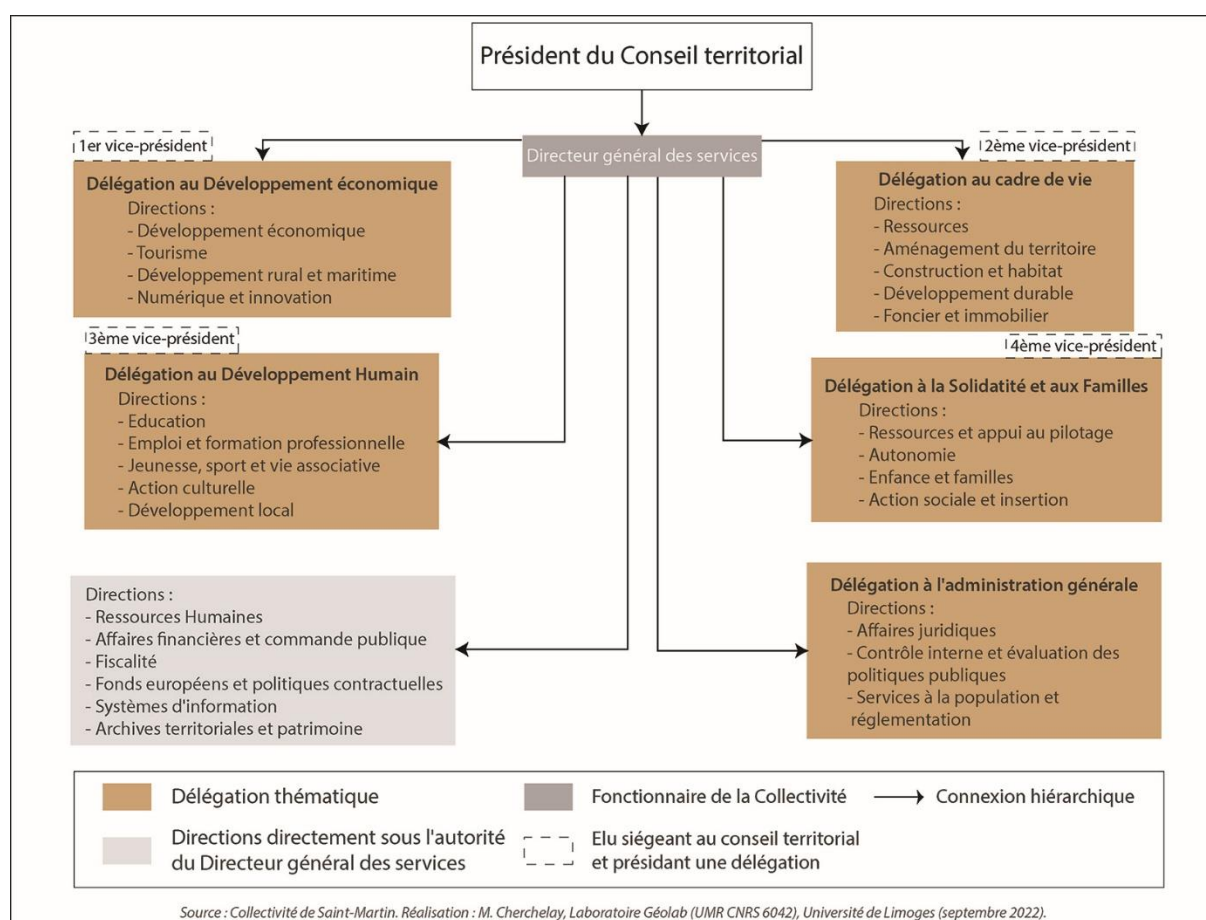 Président du Conseil territorial
Directeur général des services
1er vice-président
Délégation au Développement économique
Directions :
- Développement économique
- Tourisme
- Développement rural et maritime
- Numérique et innovation
2ème vice-président
Délégation au cadre de vie
Directions :
- Ressources
- Aménagement du territoire
- Construction et habitat
- Développement durable
- Foncier et immobilier
3ème vice-président
Délégation au Développement Humain
Directions :
- Education
- Emploi et formation professionnelle
- Jeunesse, sport et vie associative
- Action culturelle
- Développement local
4ème vice-président
Délégation à la Solidatité et aux Familles
Directions :
- Ressources et appui au pilotage
- Autonomie
- Enfance et familles
- Action sociale et insertion
Directions :
- Ressources Humaines
- Affaires financières et commande publique
- Fiscalité
- Fonds européens et politiques contractuelles
- Systèmes d'information
- Archives territoriales et patrimoine
Délégation à l'administration générale
Directions :
- Affaires juridiques
- Contrôle interne et évaluation des
politiques publiques
- Services à la population et
réglementation
Délégation thématique
Directions directement sous l'autorité
du Directeur général des services
Fonctionnaire de la Collectivité
Elu siégeant au conseil territorial
et présidant une délégation
Connexion hiérarchique
Source : Collectivité de Saint-Martin. Réalisation : M. Cherchelay, Laboratoire Géolab (UMR CNRS 6042), Université de Limoges (septembre 2022).